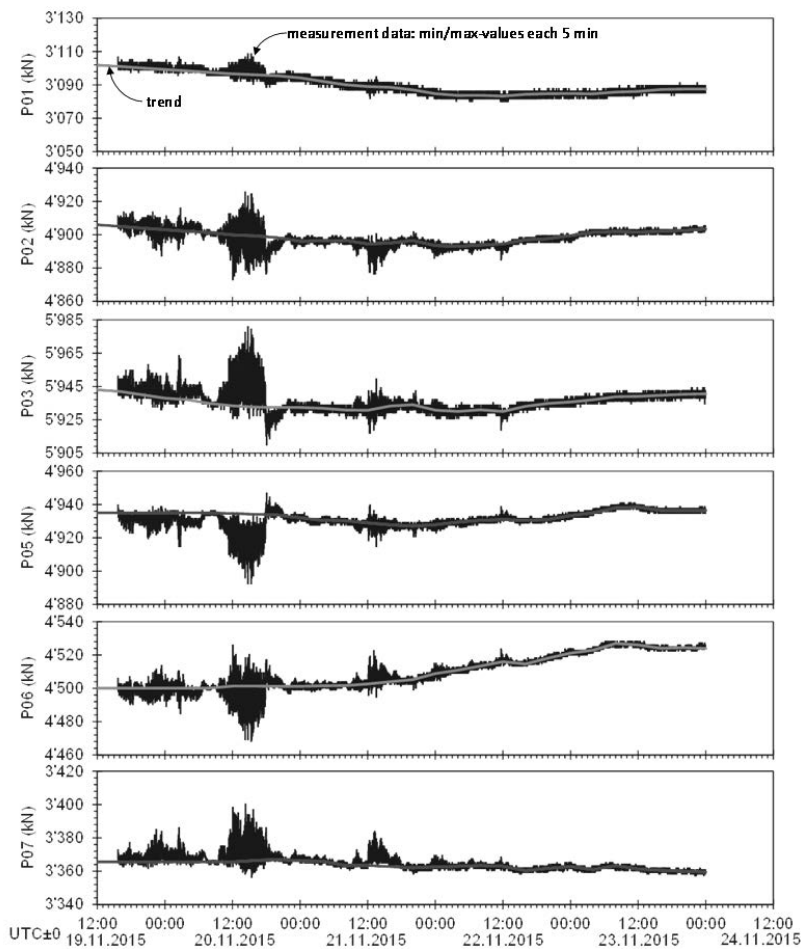 3'130
3'110
3'090
3'070
3'050
P01 (kN)
measurement data: min/max-values each 5 min
trend
4'940
4'920
4'900
4'880
4'860
P02 (kN)
5'985
5'965
5'945
5'925
5'905
P03 (kN)
4'960
4'940
4'920
4'900
4'880
P05 (kN)
4'540
4'520
4'500
4'480
4'460
P06 (kN)
3'420
3'400
3'380
3'360
3'340
P07 (kN)
UTC±0
12:00 00:00 12:00 00:00 12:00 00:00 12:00 00:00 12:00 00:00 12:00
19.11.2015 20.11.2015 21.11.2015 22.11.2015 23.11.2015 24.11.2015